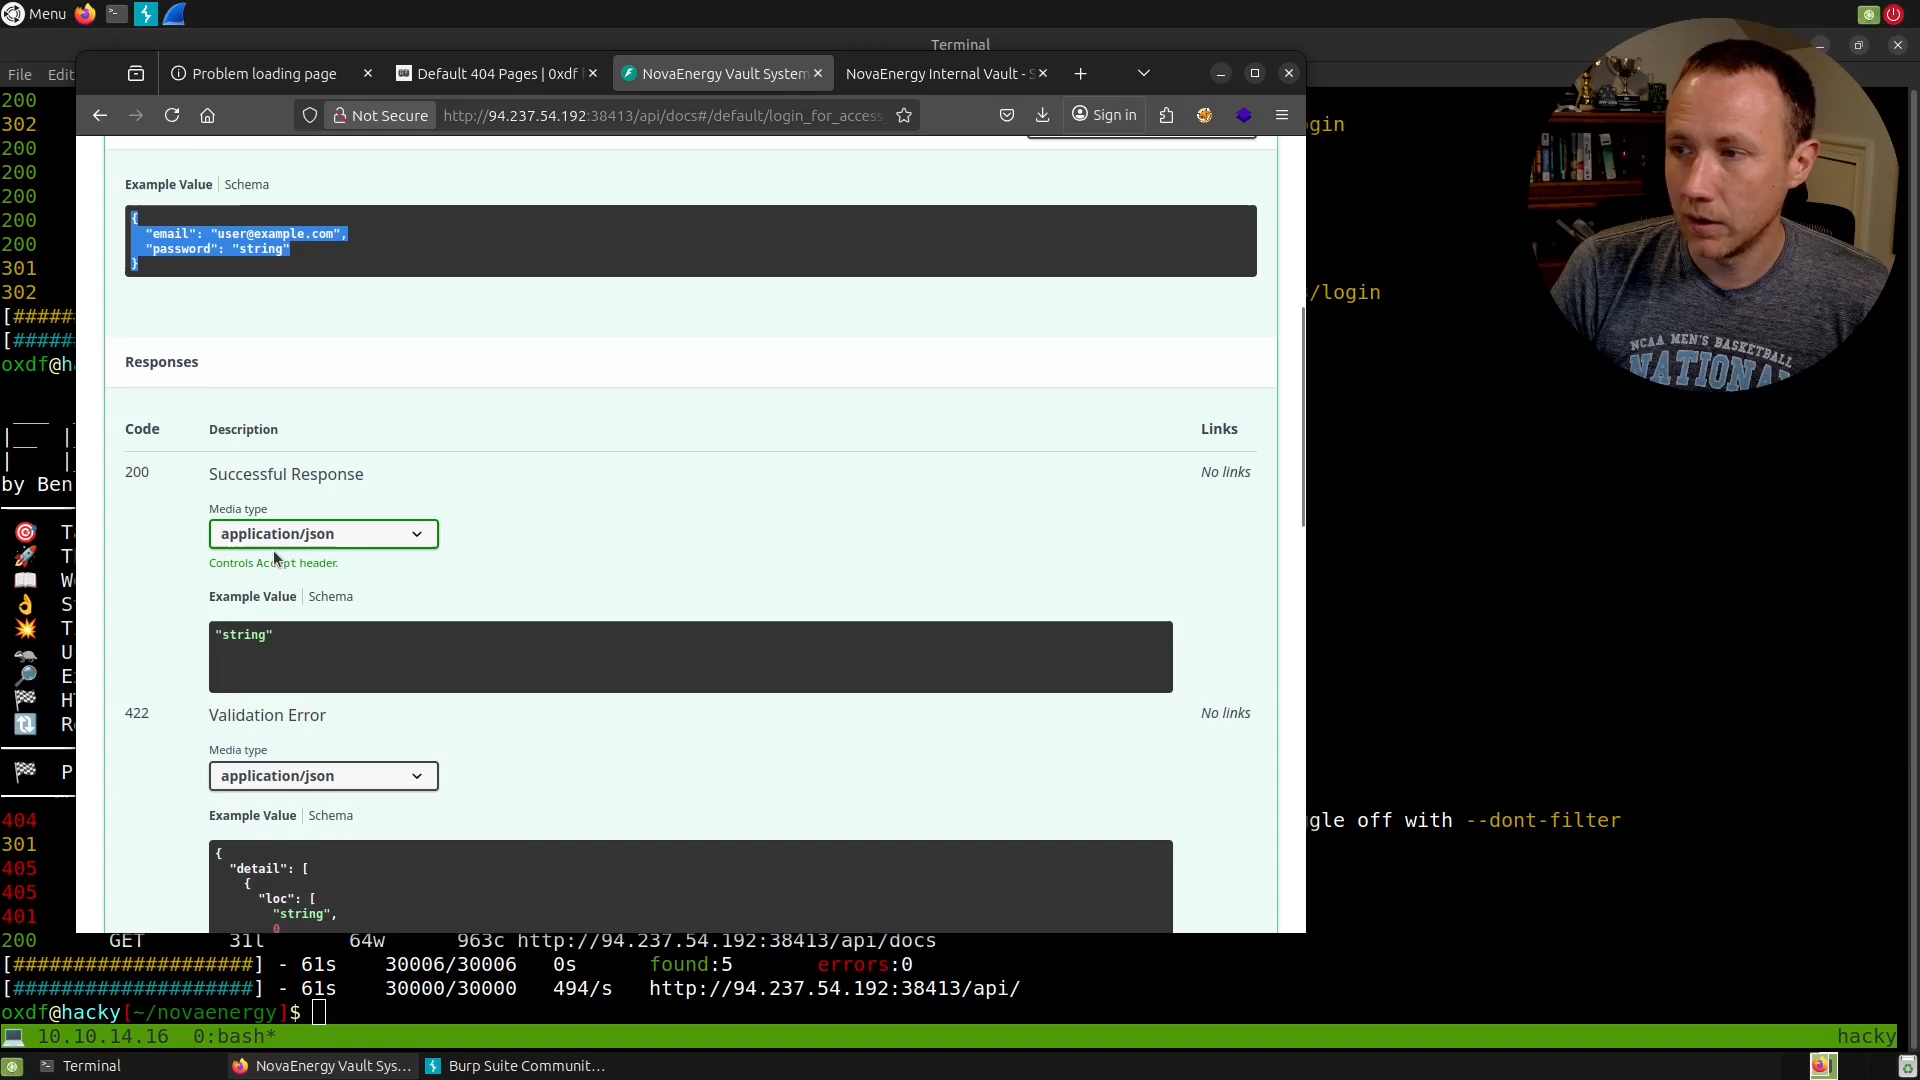 Menu
Terminal
File Edit
Problem loading page
Default 404 Pages | 0xdf
NovaEnergy Vault System
NovaEnergy Internal Vault - S
Not Secure
http://94.237.54.192:38413/api/docs#/default/login_for_access
Sign in
200
302
200
200
200
200
200
301
302
[#####
[#####
oxdf@ha
by Ben
gin
/login
Example Value
Schema
{
"email": "user@example.com",
"password": "string"
}
Responses
Code
Description
Links
200
Successful Response
No links
Media type
application/json
Controls Accept header.
Example Value
Schema
"string"
422
Validation Error
No links
Media type
application/json
Example Value
Schema
{
"detail": [
{
"loc": [
"string",
0
NCAA MEN'S BASKETBALL
NATIONA
404
gle off with --dont-filter
301
405
405
401
200 GET 31l 64w 963c http://94.237.54.192:38413/api/docs
[####################] - 61s 30006/30006 0s found:5 errors:0
[####################] - 61s 30000/30000 494/s http://94.237.54.192:38413/api/
oxdf@hacky[~/novaenergy]$
10.10.14.16 0:bash*
hacky
Terminal
NovaEnergy Vault Sys...
Burp Suite Communit...